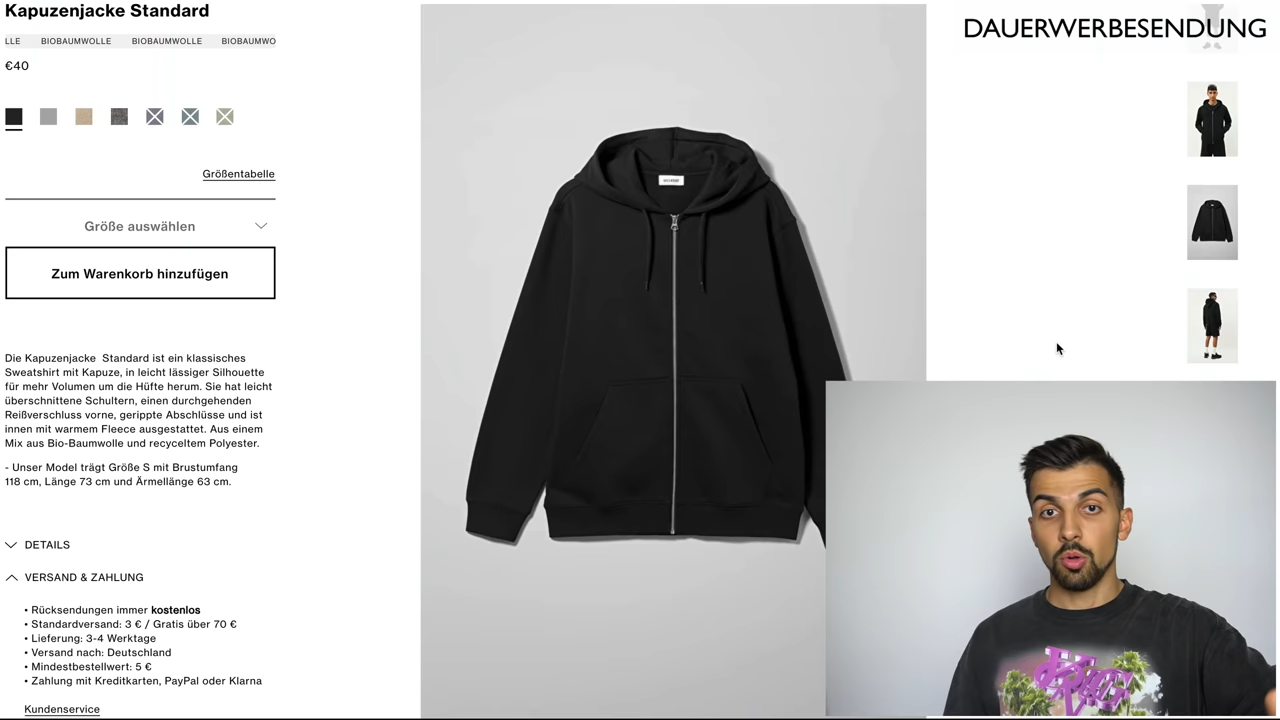 Kapuzenjacke Standard
LLE BIOBAUMWOLLE BIOBAUMWOLLE BIOBAUMWO
€40
Größentabelle
Größe auswählen
Zum Warenkorb hinzufügen
Die Kapuzenjacke Standard ist ein klassisches
Sweatshirt mit Kapuze, in leicht lässiger Silhouette
für mehr Volumen um die Hüfte herum. Sie hat leicht
überschnittene Schultern, einen durchgehenden
Reißverschluss vorne, gerippte Abschlüsse und ist
innen mit warmem Fleece ausgestattet. Aus einem
Mix aus Bio-Baumwolle und recyceltem Polyester.
- Unser Model trägt Größe S mit Brustumfang
118 cm, Länge 73 cm und Ärmellänge 63 cm.
DETAILS
VERSAND & ZAHLUNG
• Rücksendungen immer kostenlos
• Standardversand: 3 € / Gratis über 70 €
• Lieferung: 3-4 Werktage
• Versand nach: Deutschland
• Mindestbestellwert: 5 €
• Zahlung mit Kreditkarten, PayPal oder Klarna
Kundenservice
DAUERWERBESENDUNG